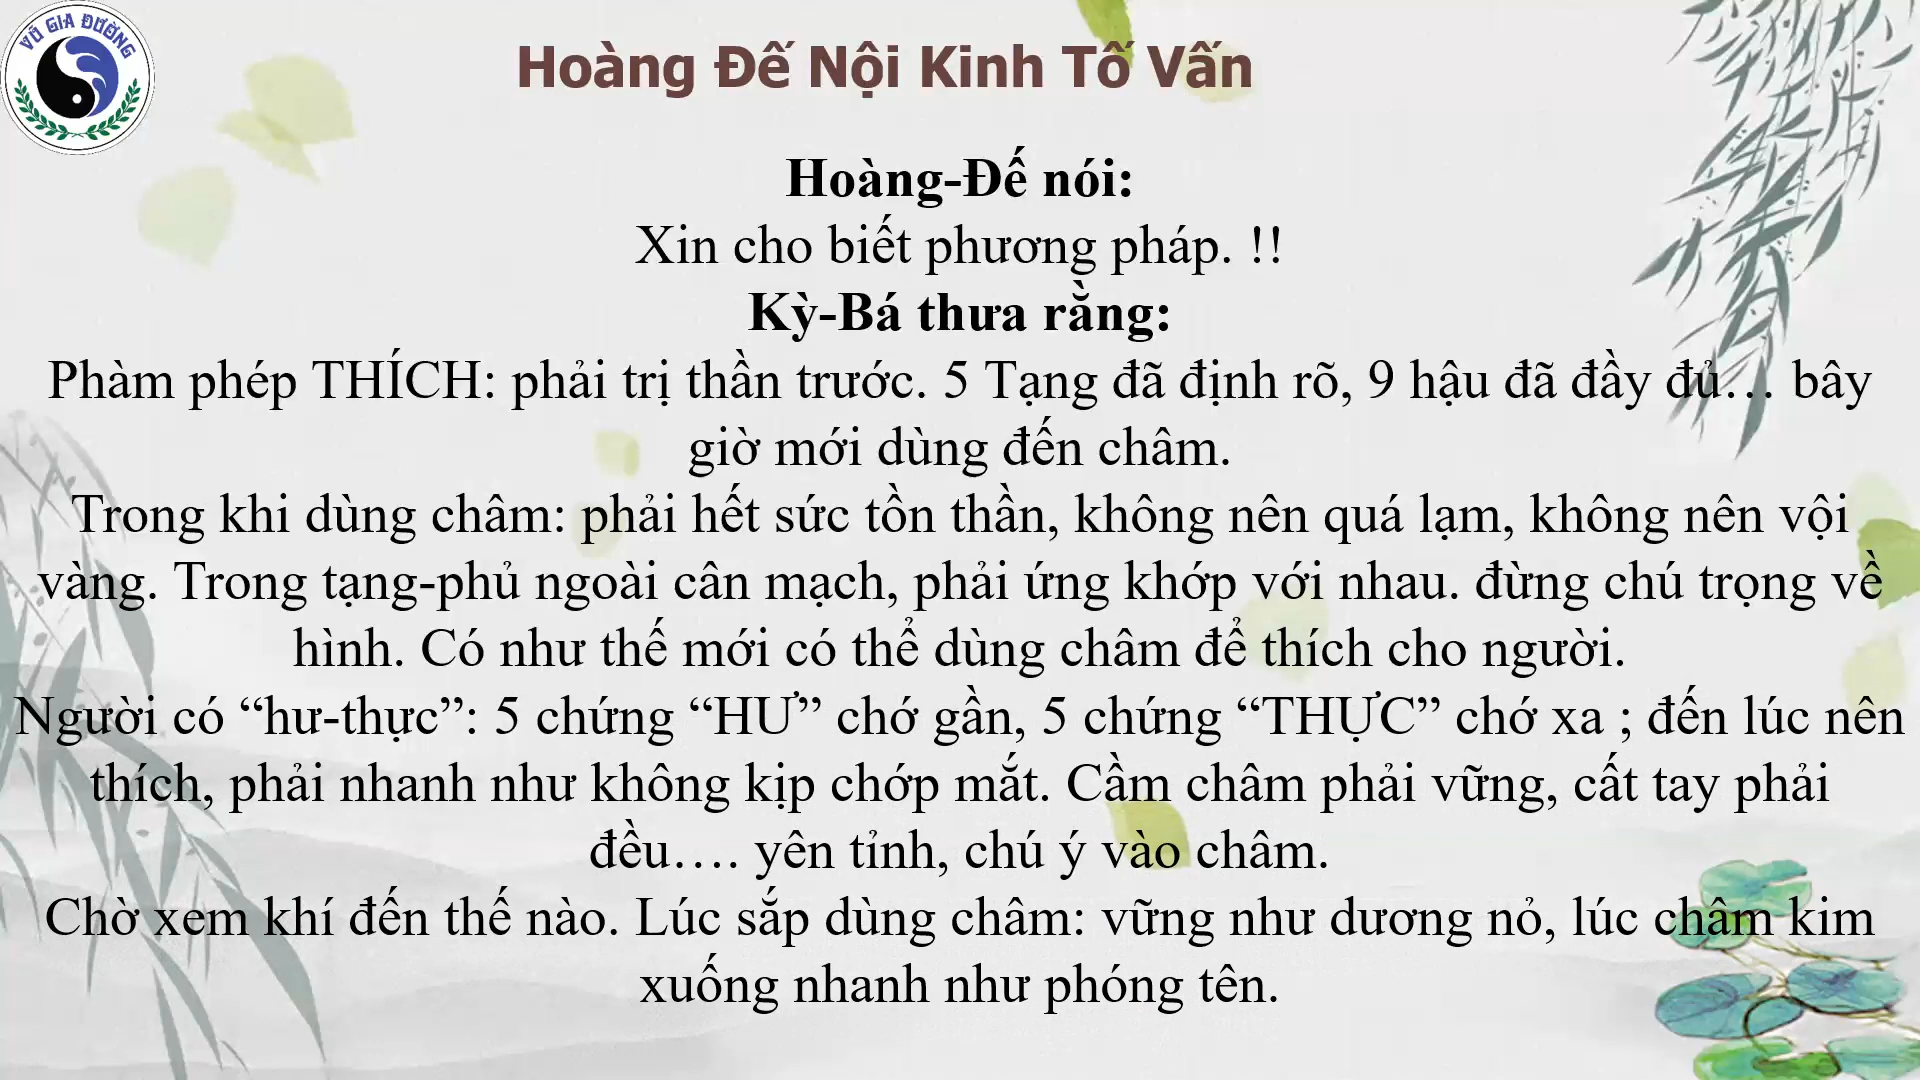 VÕ GIA ĐƯỜNG
Hoàng Đế Nội Kinh Tố Vấn
Hoàng-Đế nói:
Xin cho biết phương pháp. !!
Kỳ-Bá thưa rằng:
Phàm phép THÍCH: phải trị thần trước. 5 Tạng đã định rõ, 9 hậu đã đầy đủ… bây
giờ mới dùng đến châm.
Trong khi dùng châm: phải hết sức tồn thần, không nên quá lạm, không nên vội
vàng. Trong tạng-phủ ngoài cân mạch, phải ứng khớp với nhau. đừng chú trọng về
hình. Có như thế mới có thể dùng châm để thích cho người.
Người có “hư-thực”: 5 chứng “HƯ” chớ gần, 5 chứng “THỰC” chớ xa ; đến lúc nên
thích, phải nhanh như không kịp chớp mắt. Cầm châm phải vững, cất tay phải
đều…. yên tỉnh, chú ý vào châm.
Chờ xem khí đến thế nào. Lúc sắp dùng châm: vững như dương nỏ, lúc châm kim
xuống nhanh như phóng tên.